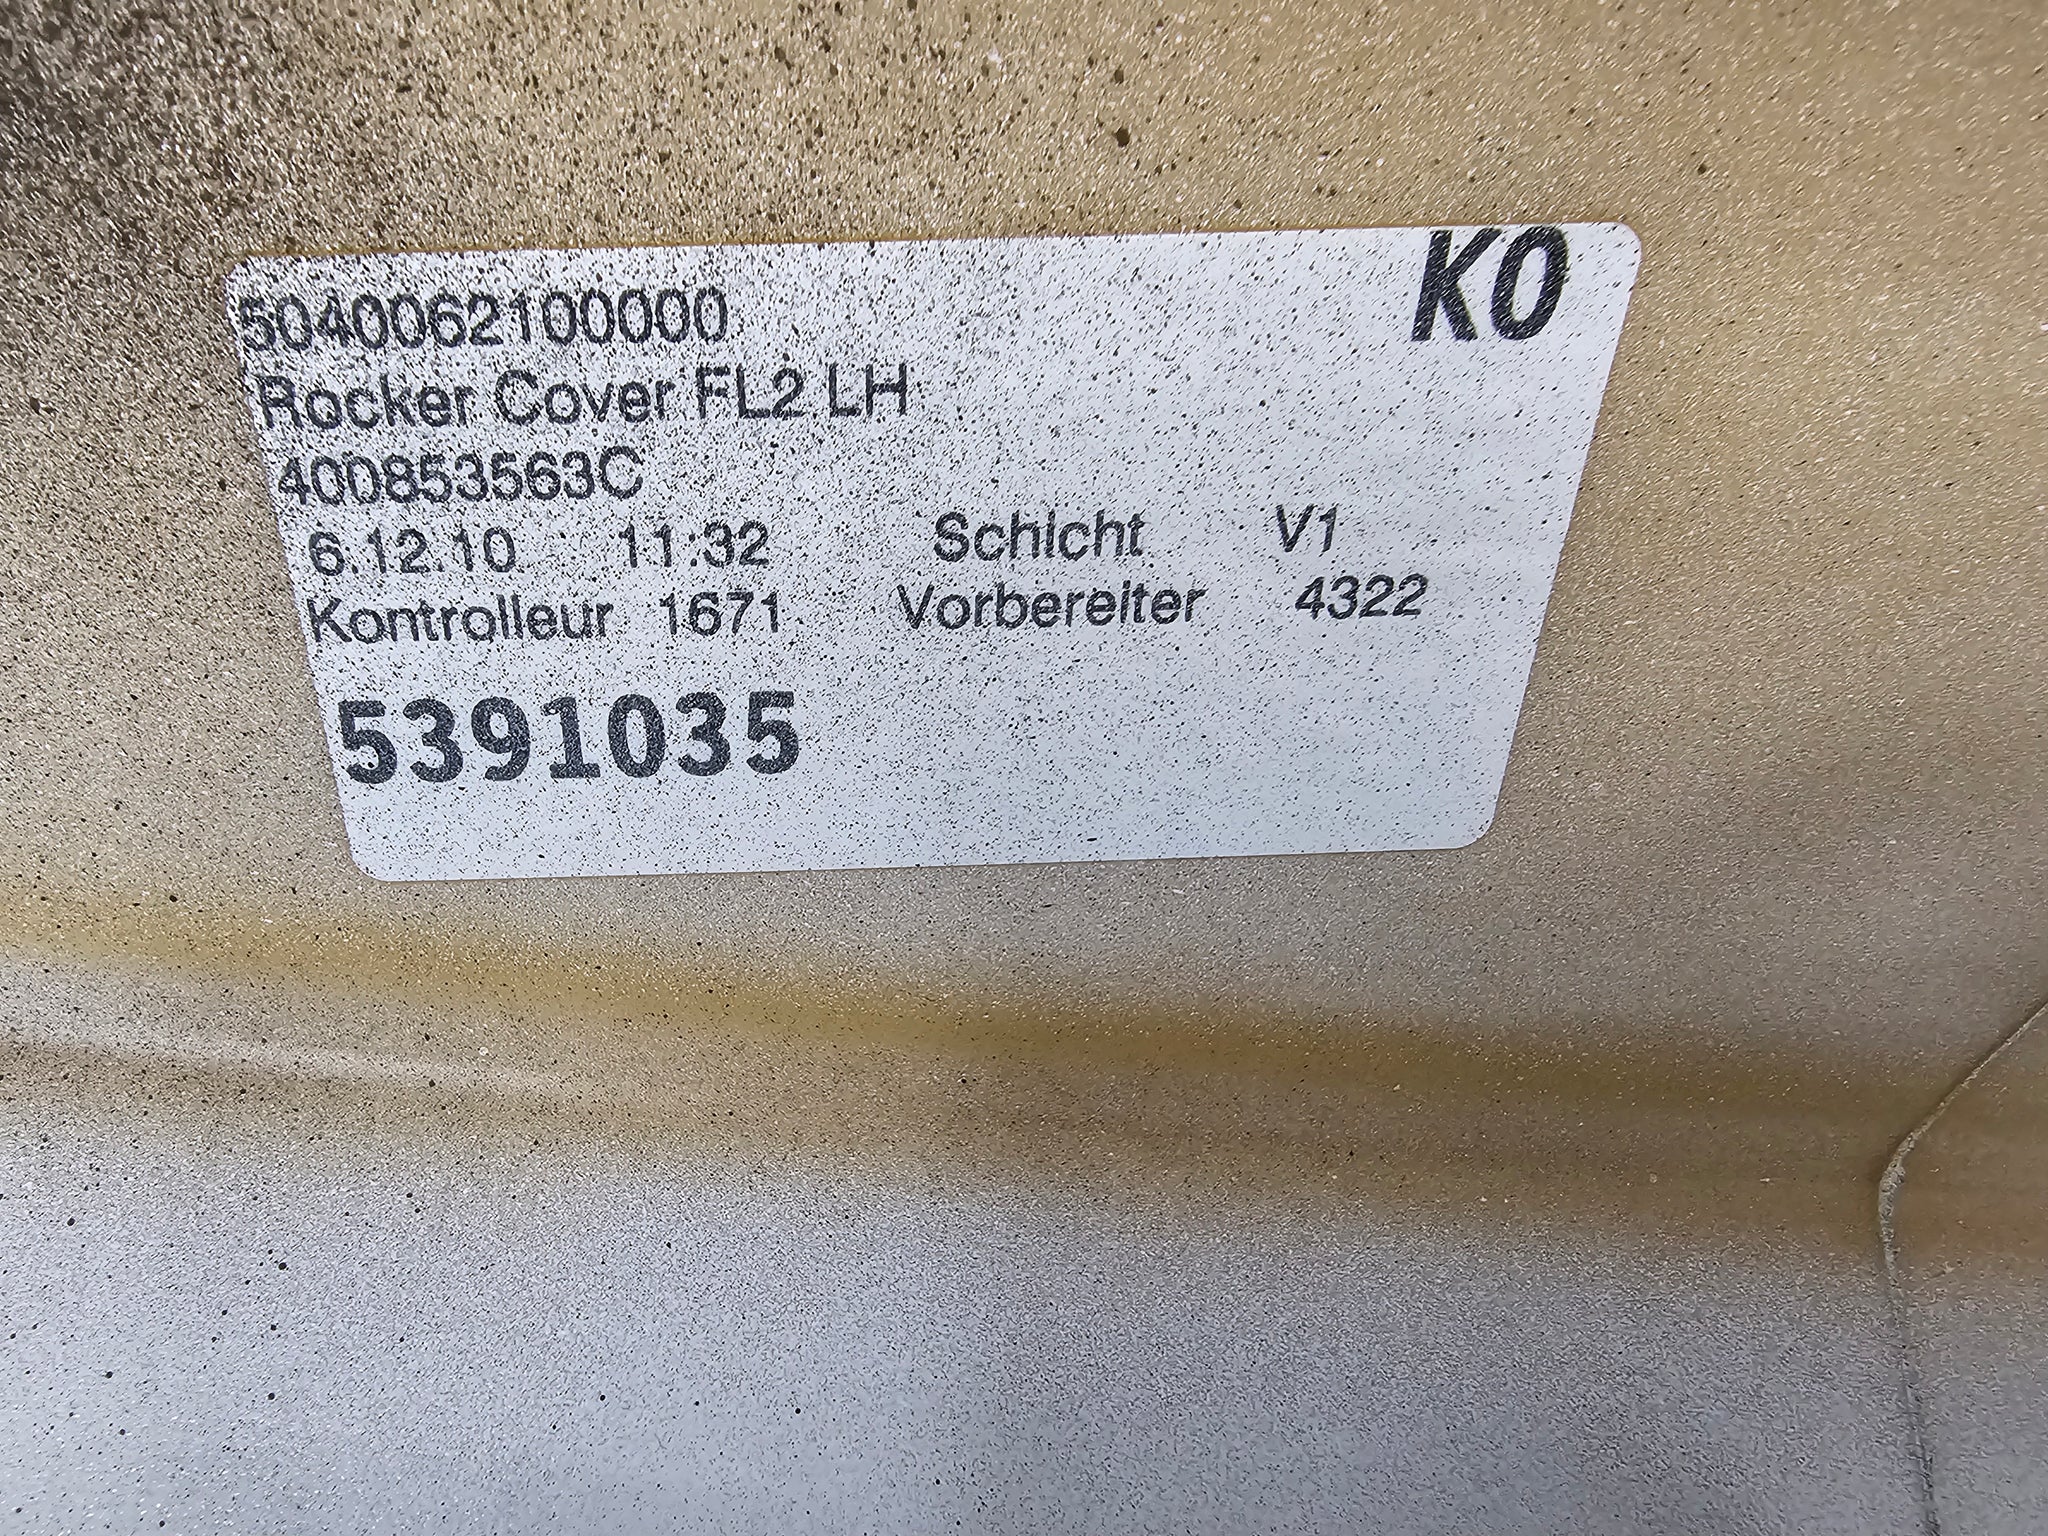 KO
5040062100000
Rocker Cover FL2 LH
400853563C
6.12.10 11:32 Schicht V1
Kontrolleur 1671 Vorbereiter 4322
5391035